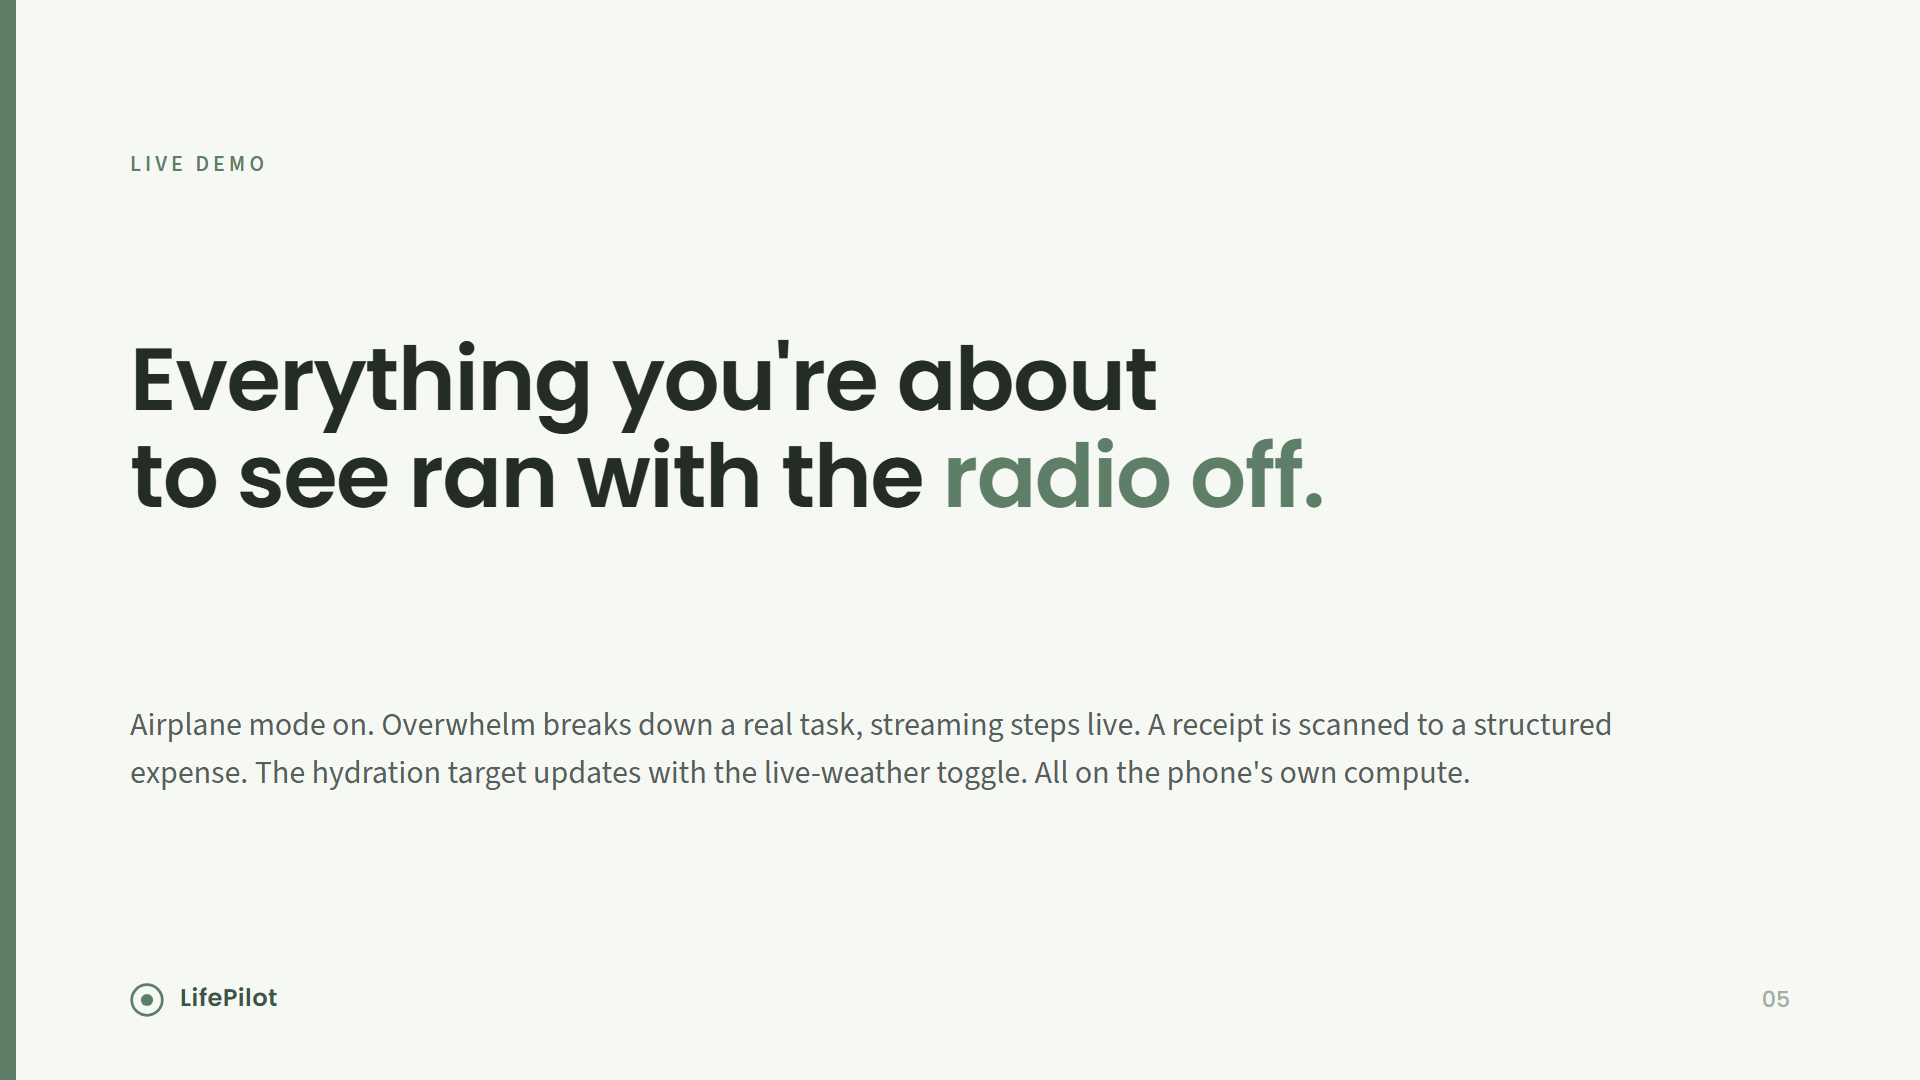 LIVE DEMO
Everything you're about
to see ran with the radio off.
Airplane mode on. Overwhelm breaks down a real task, streaming steps live. A receipt is scanned to a structured
expense. The hydration target updates with the live-weather toggle. All on the phone's own compute.
LifePilot
05